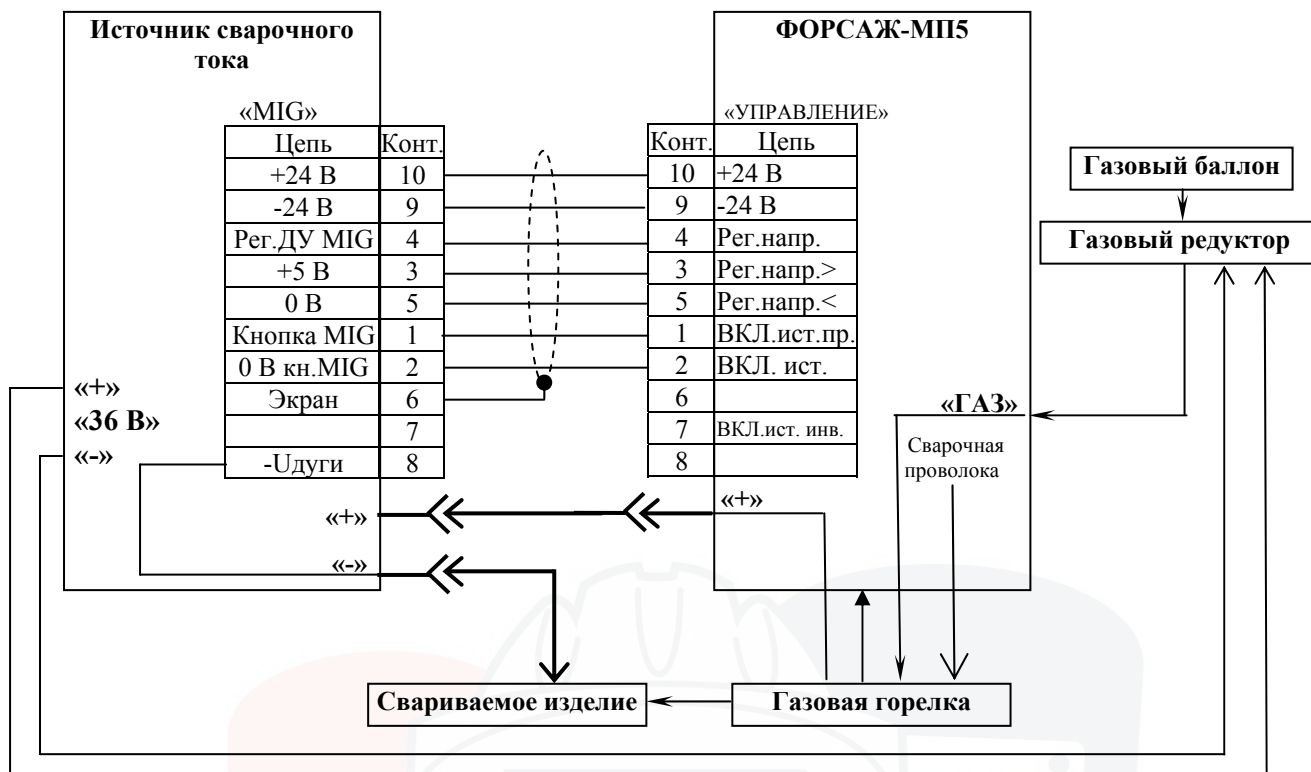 Источник сварочного
тока
ФОРСАЖ-МП5
«MIG»
Цепь Конт.
+24 В 10
-24 В 9
Рег.ДУ MIG 4
+5 В 3
0 В 5
Кнопка MIG 1
0 В кн.MIG 2
Экран 6
7
-Uдуги 8
«УПРАВЛЕНИЕ»
Конт. Цепь
10 +24 В
9 -24 В
4 Рег.напр.
3 Рег.напр.>
5 Рег.напр.<
1 ВКЛ.ист.пр.
2 ВКЛ. ист.
6
7 ВКЛ.ист. инв.
8
Газовый баллон
Газовый редуктор
«+»
«36 В»
«-»
«ГАЗ»
Сварочная
проволока
«+»
«+»
«-»
Свариваемое изделие
Газовая горелка